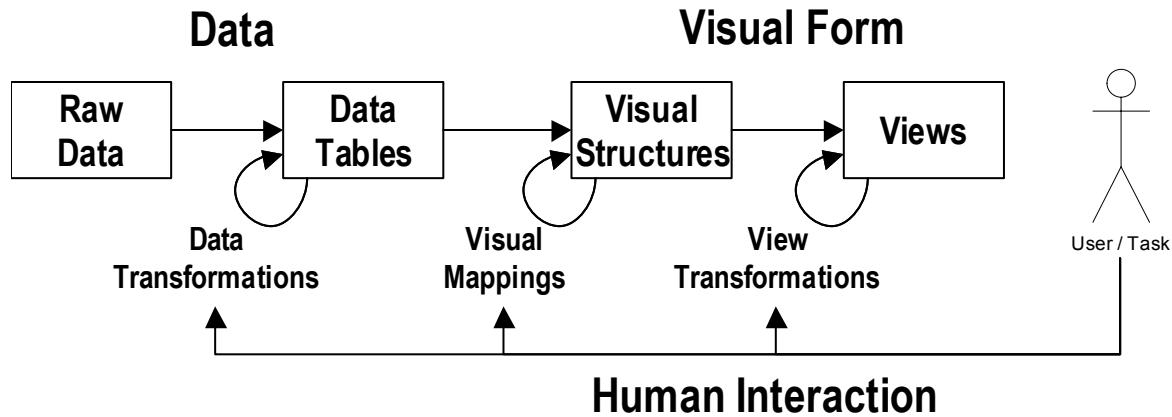 Data
Visual Form
Raw
Data
Data
Tables
Visual
Structures
Views
Data
Transformations
Visual
Mappings
View
Transformations
User / Task
Human Interaction